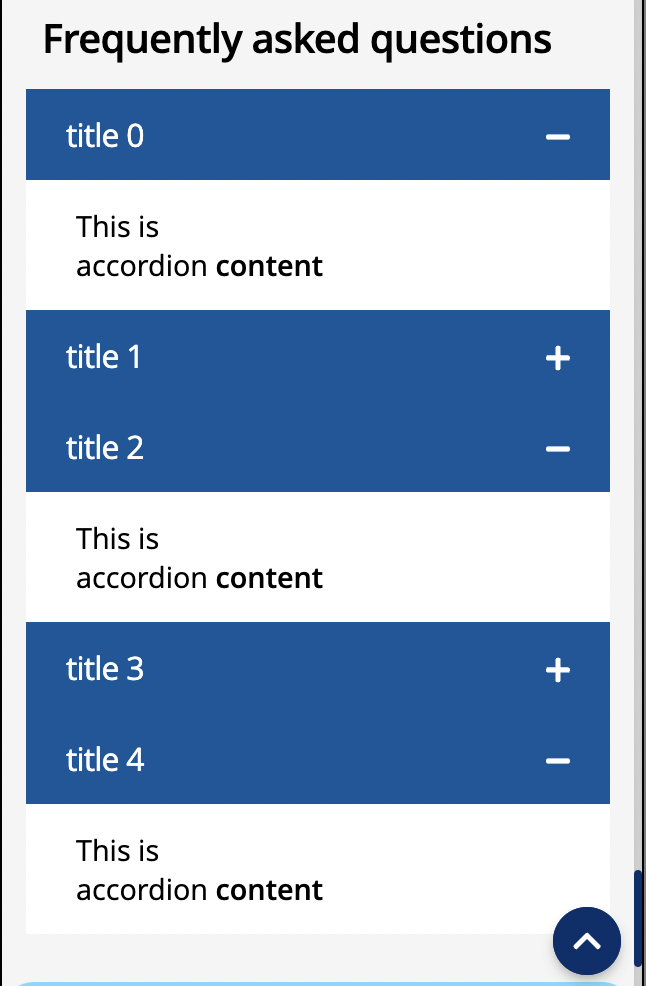 Frequently asked questions
title 0
This is
accordion content
title 1
title 2
This is
accordion content
title 3
title 4
This is
accordion content